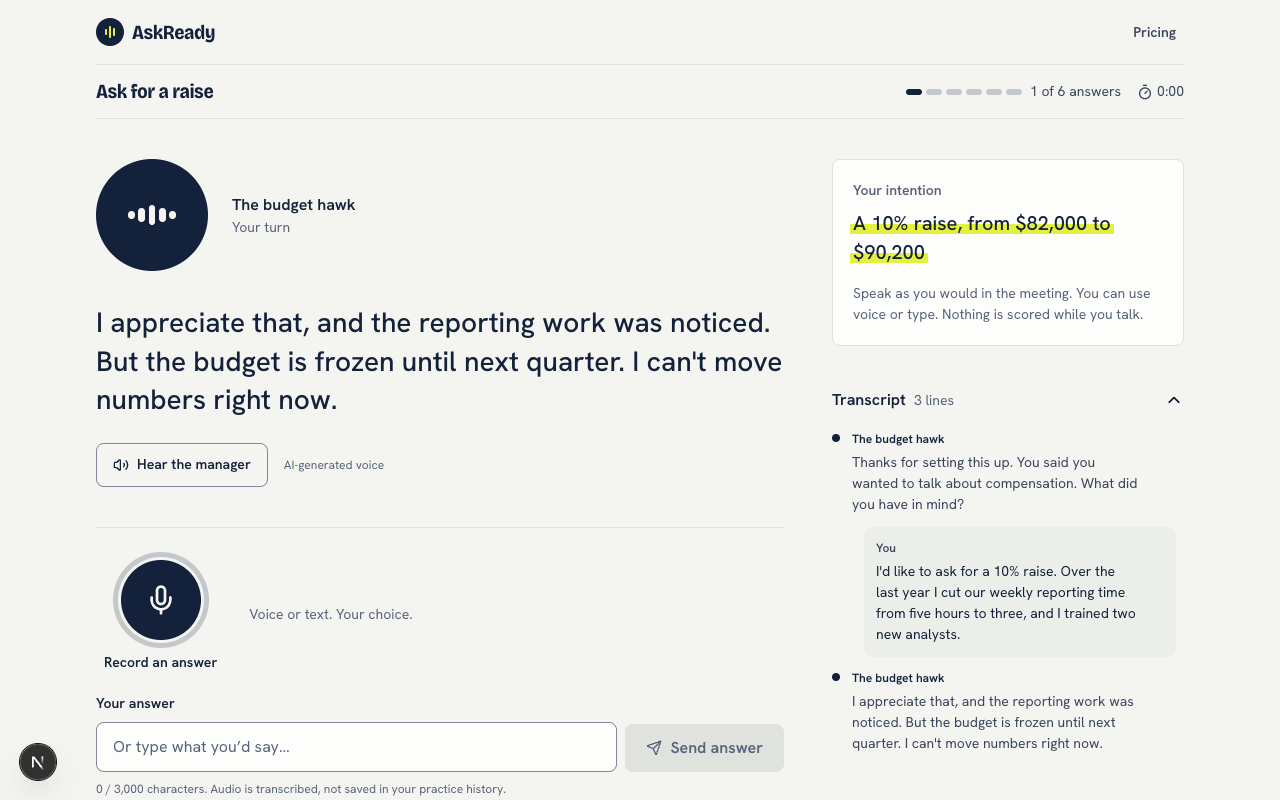 AskReady
Pricing
Ask for a raise
1 of 6 answers
0:00
The budget hawk
Your turn
I appreciate that, and the reporting work was noticed.
But the budget is frozen until next quarter. I can't move
numbers right now.
Hear the manager
AI-generated voice
Record an answer
Voice or text. Your choice.
Your answer
Or type what you’d say…
Send answer
0 / 3,000 characters. Audio is transcribed, not saved in your practice history.
Your intention
A 10% raise, from $82,000 to
$90,200
Speak as you would in the meeting. You can use
voice or type. Nothing is scored while you talk.
Transcript 3 lines
The budget hawk
Thanks for setting this up. You said you
wanted to talk about compensation. What did
you have in mind?
You
I'd like to ask for a 10% raise. Over the
last year I cut our weekly reporting time
from five hours to three, and I trained two
new analysts.
The budget hawk
I appreciate that, and the reporting work was
noticed. But the budget is frozen until next
quarter. I can't move numbers right now.
N